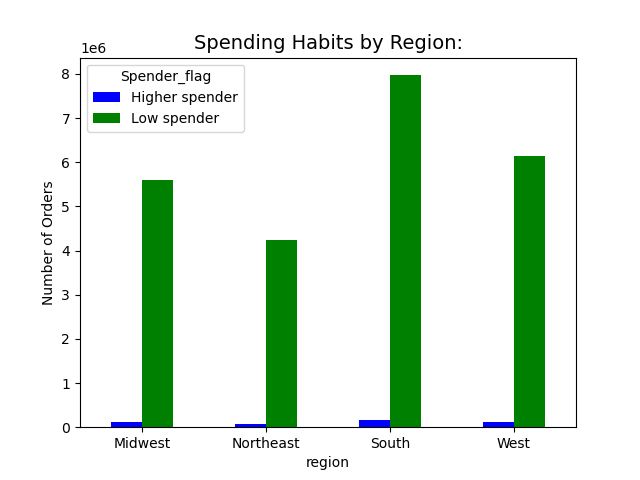 Spending Habits by Region:
1e6
Spender_flag
Higher spender
Low spender
8
7
6
5
4
3
2
1
0
Number of Orders
Midwest Northeast South West
region